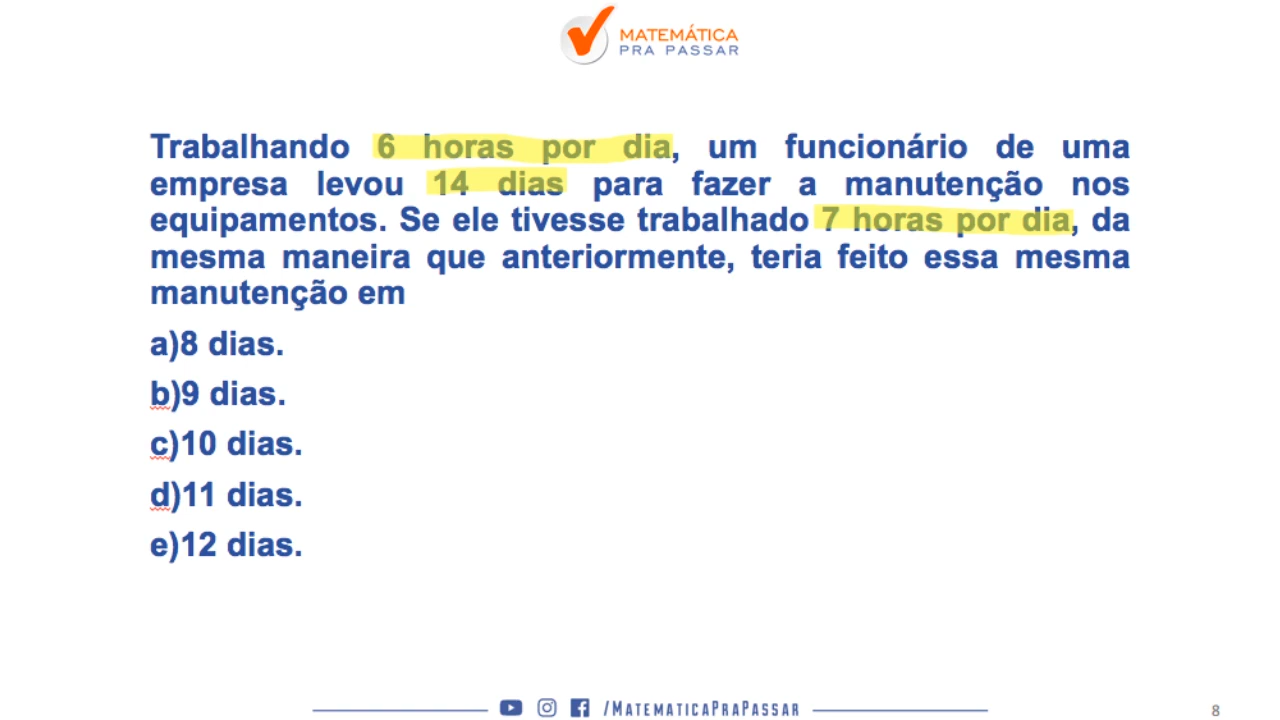 MATEMÁTICA
PRA PASSAR
Trabalhando 6 horas por dia, um funcionário de uma
empresa levou 14 dias para fazer a manutenção nos
equipamentos. Se ele tivesse trabalhado 7 horas por dia, da
mesma maneira que anteriormente, teria feito essa mesma
manutenção em
a)8 dias.
b)9 dias.
c)10 dias.
d)11 dias.
e)12 dias.
/MATEMATICAPRAPASSAR
8